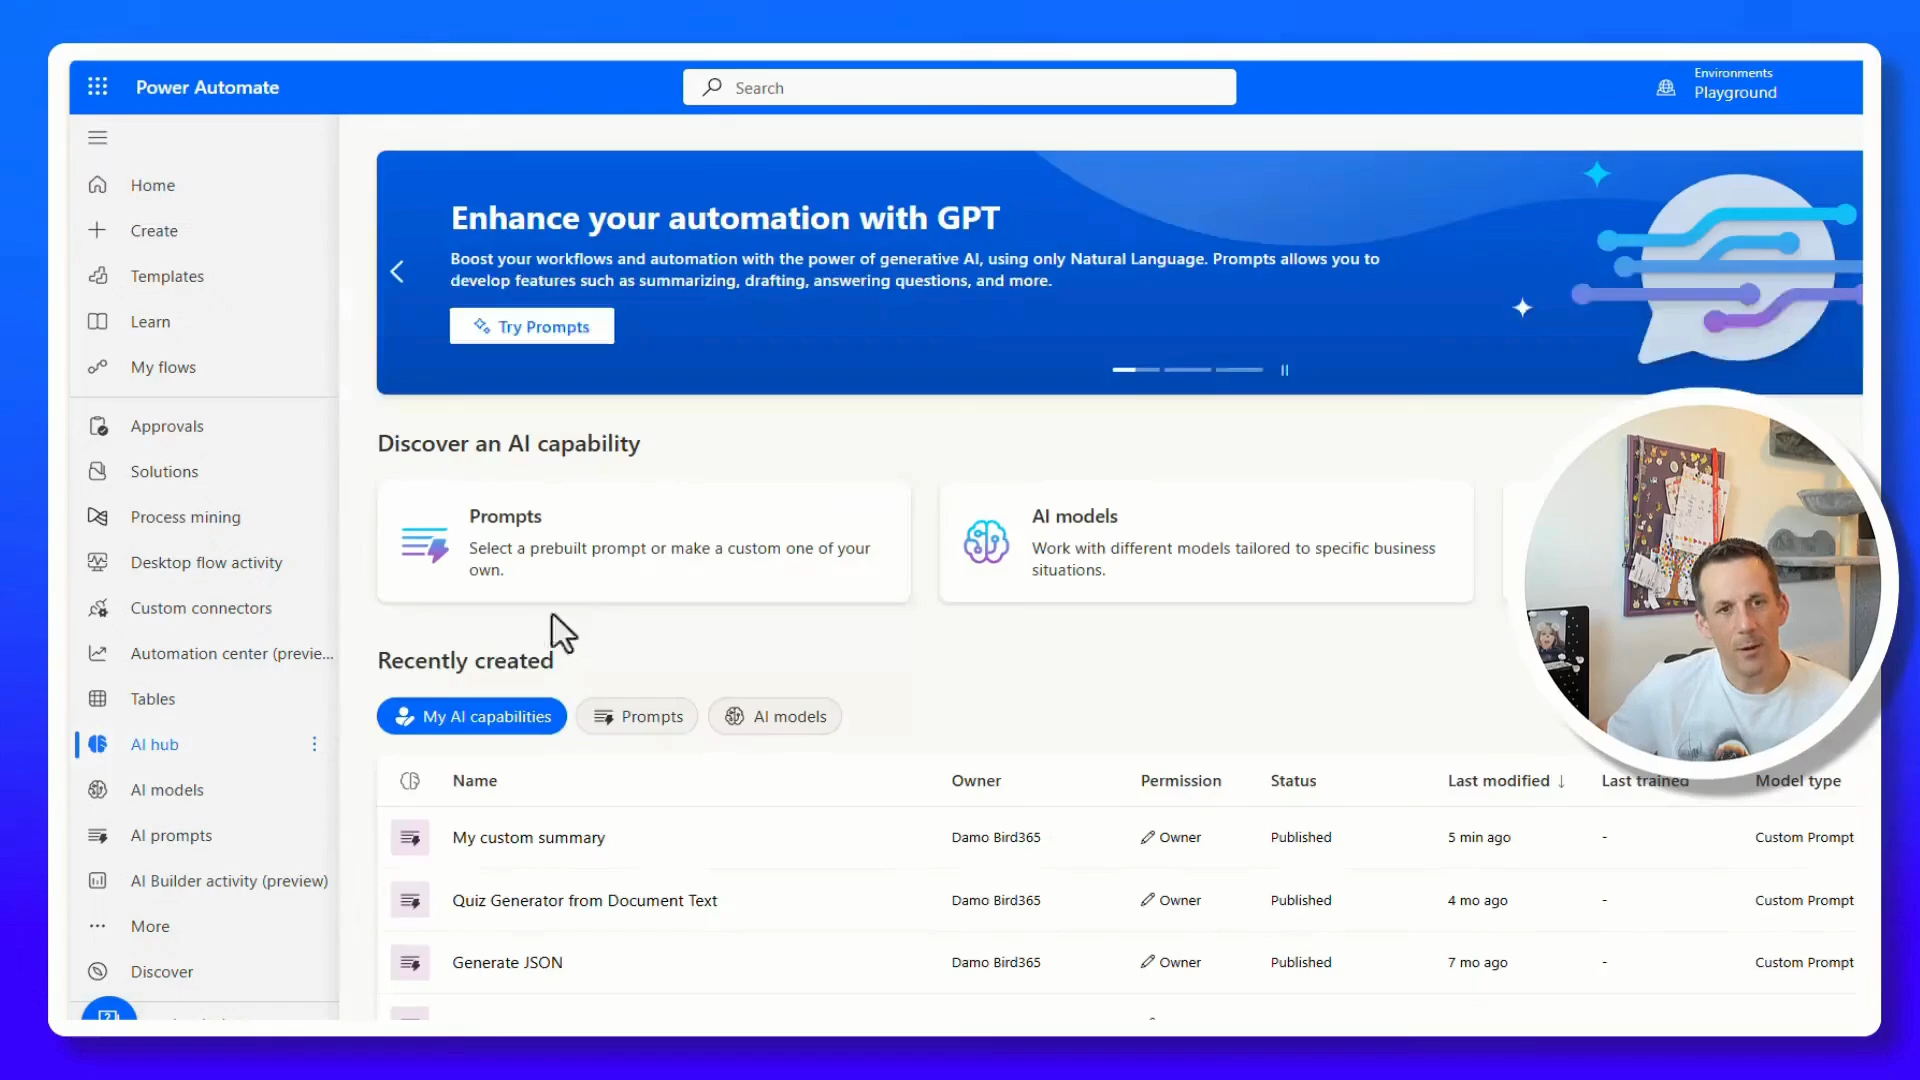 Power Automate
Search
Environments
Playground
Home
Create
Templates
Learn
My flows
Approvals
Solutions
Process mining
Desktop flow activity
Custom connectors
Automation center (previe...
Tables
AI hub
AI models
AI prompts
AI Builder activity (preview)
More
Discover
Enhance your automation with GPT
Boost your workflows and automation with the power of generative AI, using only Natural Language. Prompts allows you to
develop features such as summarizing, drafting, answering questions, and more.
Try Prompts
Discover an AI capability
Prompts
Select a prebuilt prompt or make a custom one of your
own.
AI models
Work with different models tailored to specific business
situations.
Recently created
My AI capabilities
Prompts
AI models
Name Owner Permission Status Last modified ↓ Last trained Model type
My custom summary Damo Bird365 Owner Published 5 min ago - Custom Prompt
Quiz Generator from Document Text Damo Bird365 Owner Published 4 mo ago - Custom Prompt
Generate JSON Damo Bird365 Owner Published 7 mo ago - Custom Prompt